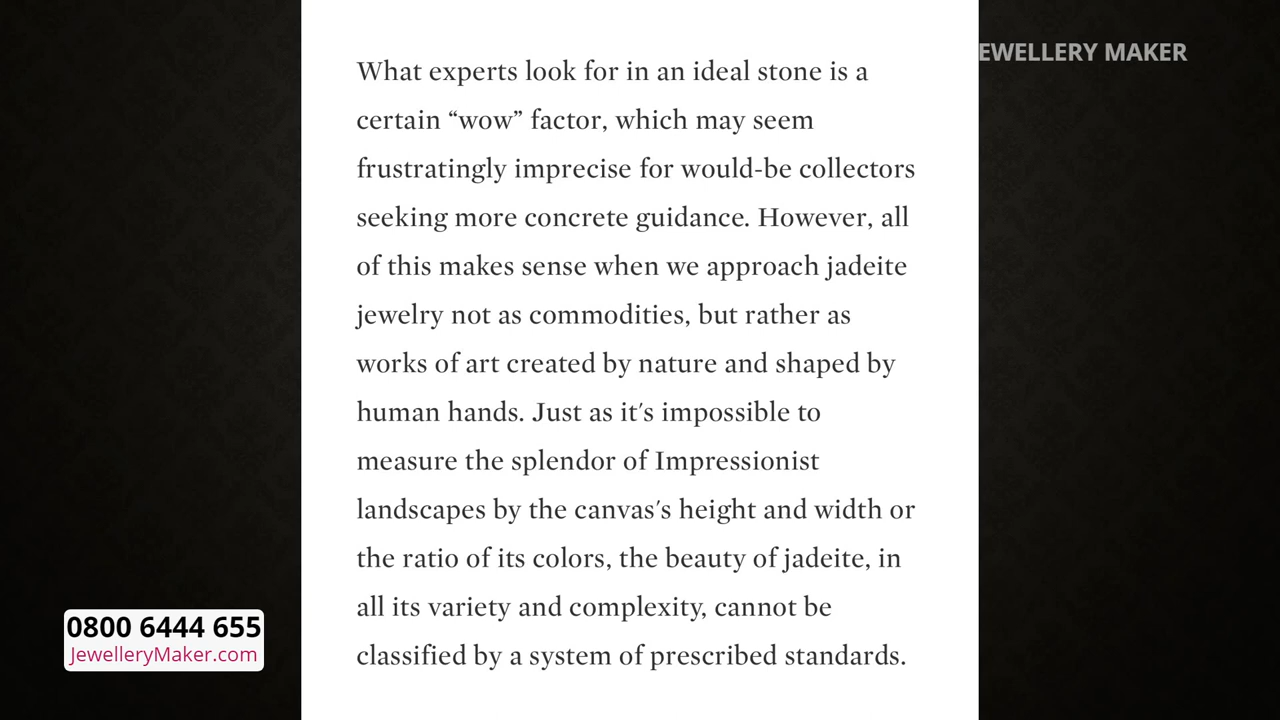 EWELLERY MAKER
What experts look for in an ideal stone is a
certain “wow” factor, which may seem
frustratingly imprecise for would-be collectors
seeking more concrete guidance. However, all
of this makes sense when we approach jadeite
jewelry not as commodities, but rather as
works of art created by nature and shaped by
human hands. Just as it's impossible to
measure the splendor of Impressionist
landscapes by the canvas's height and width or
the ratio of its colors, the beauty of jadeite, in
all its variety and complexity, cannot be
classified by a system of prescribed standards.
0800 6444 655
JewelleryMaker.com